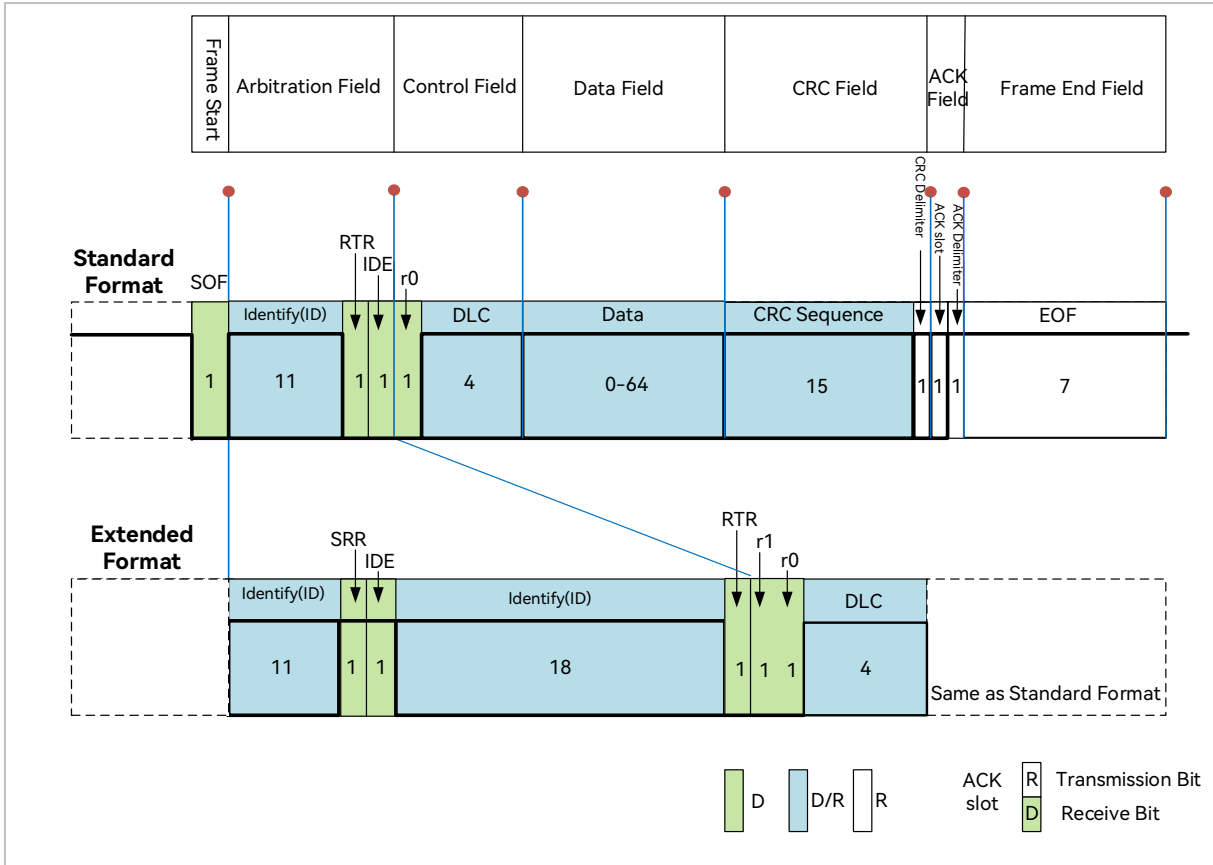 Frame Start
Arbitration Field
Control Field
Data Field
CRC Field
ACK
Field
Frame End Field
CRC Delimiter
ACK slot
ACK Delimiter
Standard
Format
SOF
RTR
IDE
r0
Identify(ID)
DLC
Data
CRC Sequence
EOF
1
11
1
1
1
4
0-64
15
1
1
1
7
Extended
Format
SRR
IDE
RTR
r1
r0
Identify(ID)
Identify(ID)
DLC
11
1
1
18
1
1
1
4
Same as Standard Format
D
D/R
R
ACK
slot
R Transmission Bit
D Receive Bit